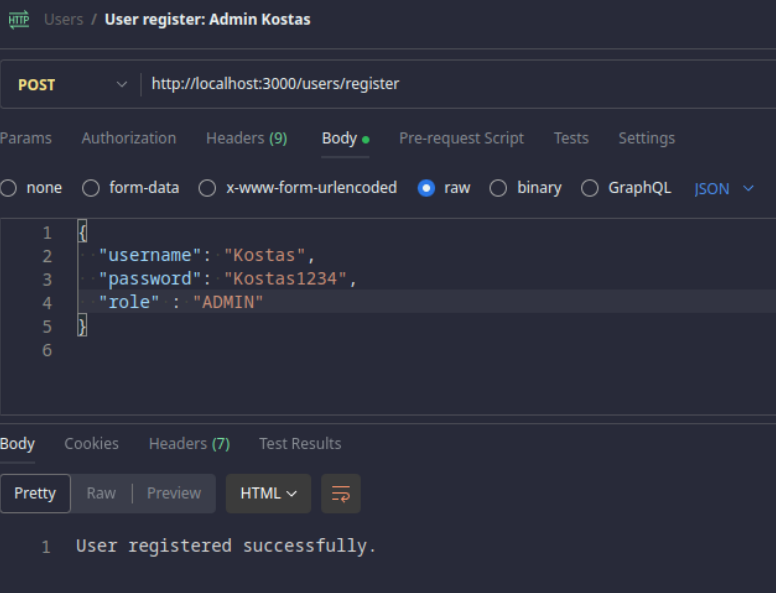 HTTP Users / User register: Admin Kostas
POST http://localhost:3000/users/register
Params Authorization Headers (9) Body Pre-request Script Tests Settings
none form-data x-www-form-urlencoded raw binary GraphQL JSON
1 {
2 "username": "Kostas",
3 "password": "Kostas1234",
4 "role" : "ADMIN"
5 }
6
Body Cookies Headers (7) Test Results
Pretty Raw Preview HTML
1 User registered successfully.